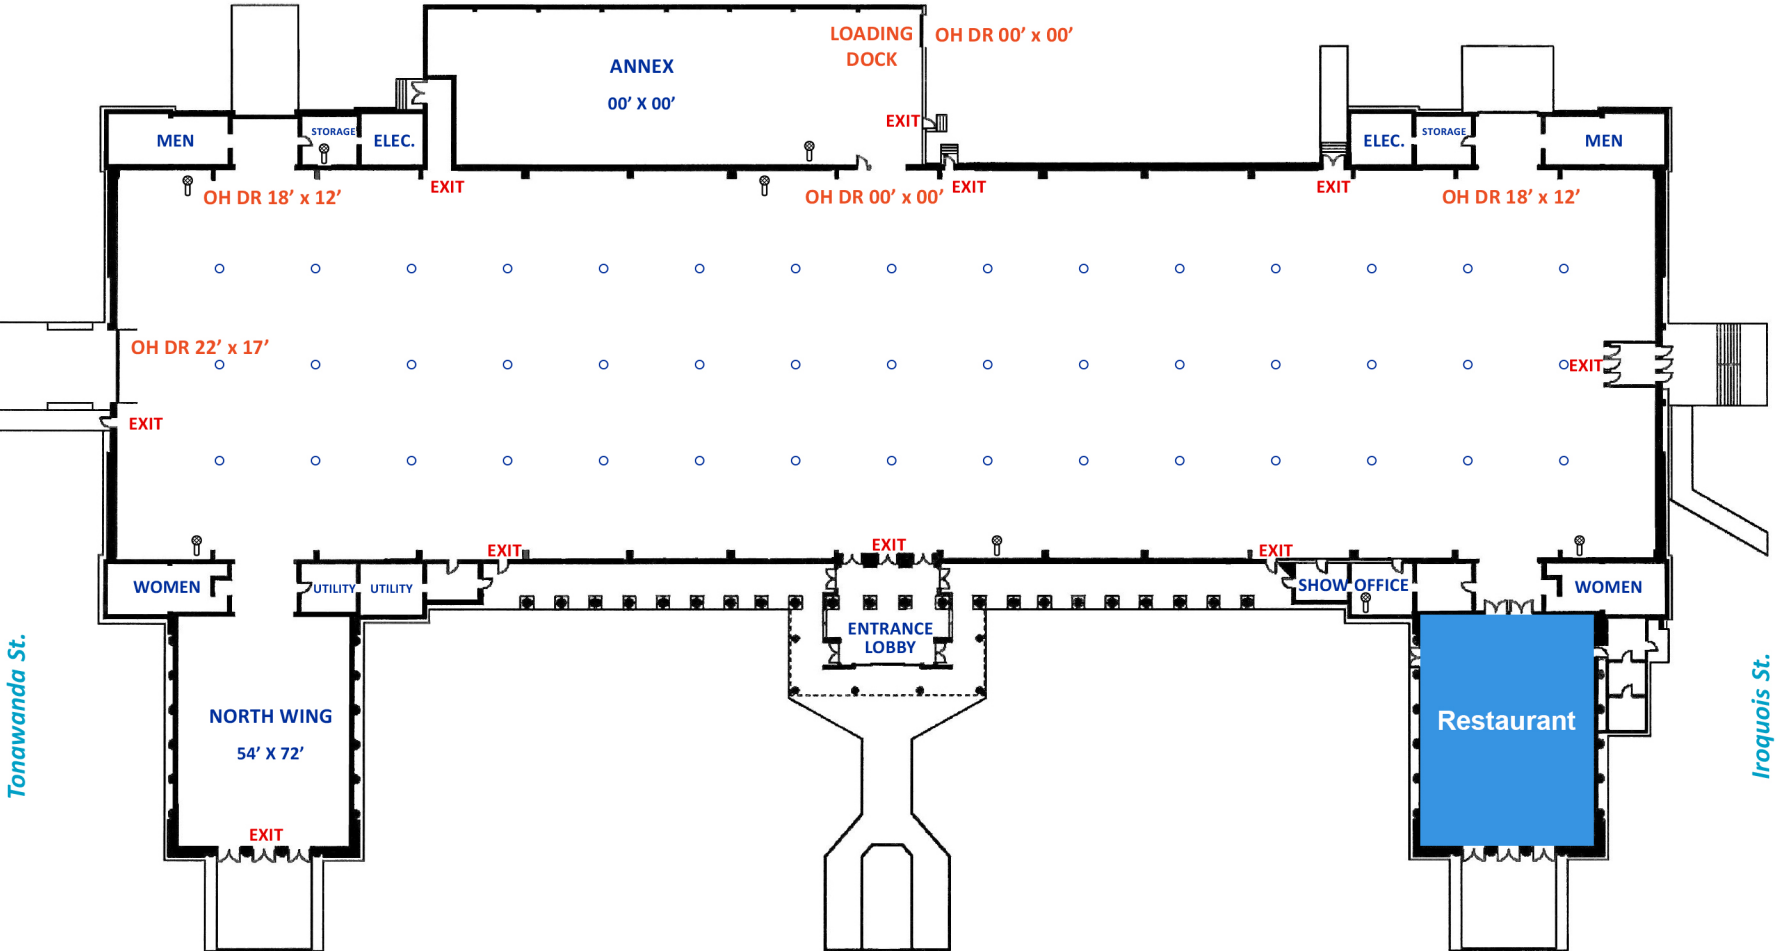 LOADING
DOCK
OH DR 00’ x 00’
ANNEX
00’ X 00’
EXIT
MEN
STORAGE
ELEC.
ELEC.
STORAGE
MEN
EXIT
EXIT
EXIT
OH DR 18’ x 12’
OH DR 00’ x 00’
OH DR 18’ x 12’
OH DR 22’ x 17’
EXIT
EXIT
EXIT
EXIT
EXIT
WOMEN
UTILITY
UTILITY
SHOW OFFICE
WOMEN
ENTRANCE
LOBBY
Tonawanda St.
NORTH WING
54’ X 72’
Restaurant
Iroquois St.
EXIT